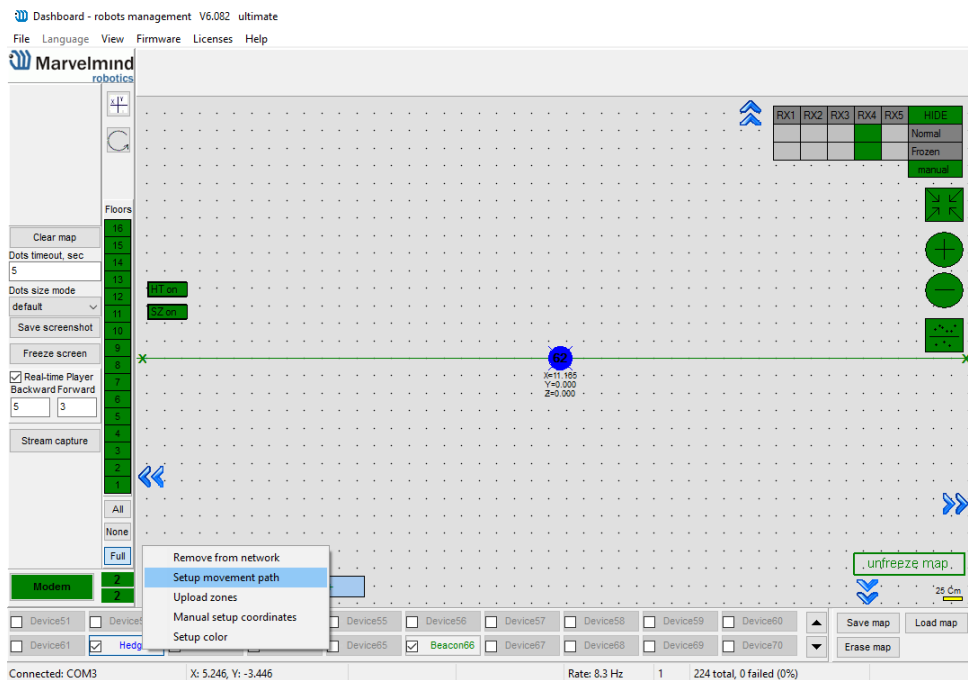 Dashboard - robots management V6.082 ultimate
File Language View Firmware Licenses Help
Marvelmind
robotics
x y
RX1 RX2 RX3 RX4 RX5 HIDE
Normal
Frozen
manual
Floors
16
15
14
13
12
11
10
9
8
7
6
5
4
3
2
1
Clear map
Dots timeout, sec
5
Dots size mode
default
Save screenshot
Freeze screen
Real-time Player
Backward Forward
5 3
Stream capture
HT on
SZ on
62
X=11.165
Y=0.000
Z=0.000
All
None
Full
Remove from network
Setup movement path
Upload zones
Manual setup coordinates
Setup color
unfreeze map
25 Cm
Modem
2
2
Device51 Device55 Device56 Device57 Device58 Device59 Device60 Save map Load map
Device61 Hedg Device65 Beacon66 Device67 Device68 Device69 Device70 Erase map
Connected: COM3 X: 5.246, Y: -3.446 Rate: 8.3 Hz 1 224 total, 0 failed (0%)